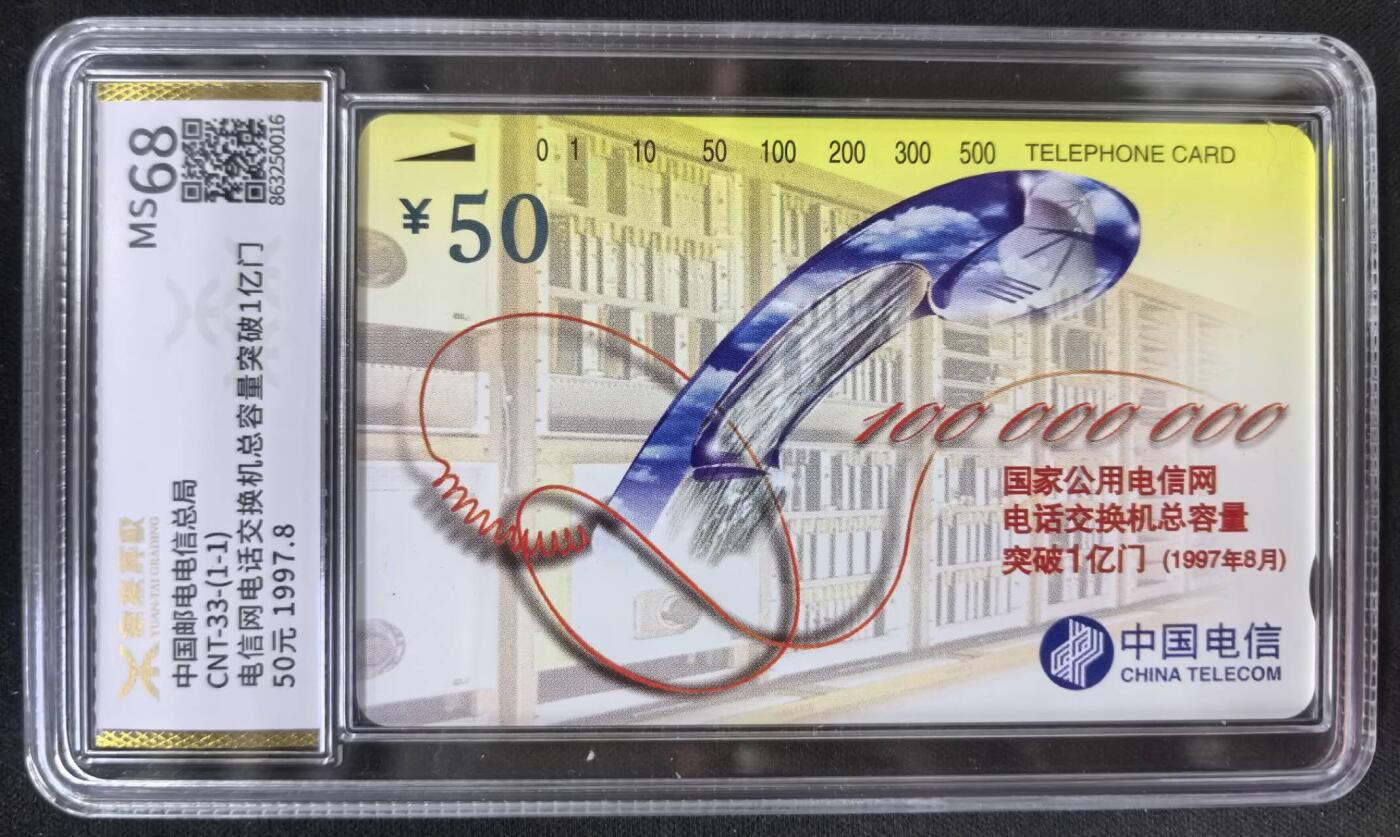 MS68
863250016
YUAN-TAI GRADING
中国邮电电信总局
CNT-33-(1-1)
电信网电话交换机总容量突破1亿门
50元 1997.8
0 1 10 50 100 200 300 500 TELEPHONE CARD
¥50
100 000 000
国家公用电信网
电话交换机总容量
突破1亿门 (1997年8月)
中国电信
CHINA TELECOM